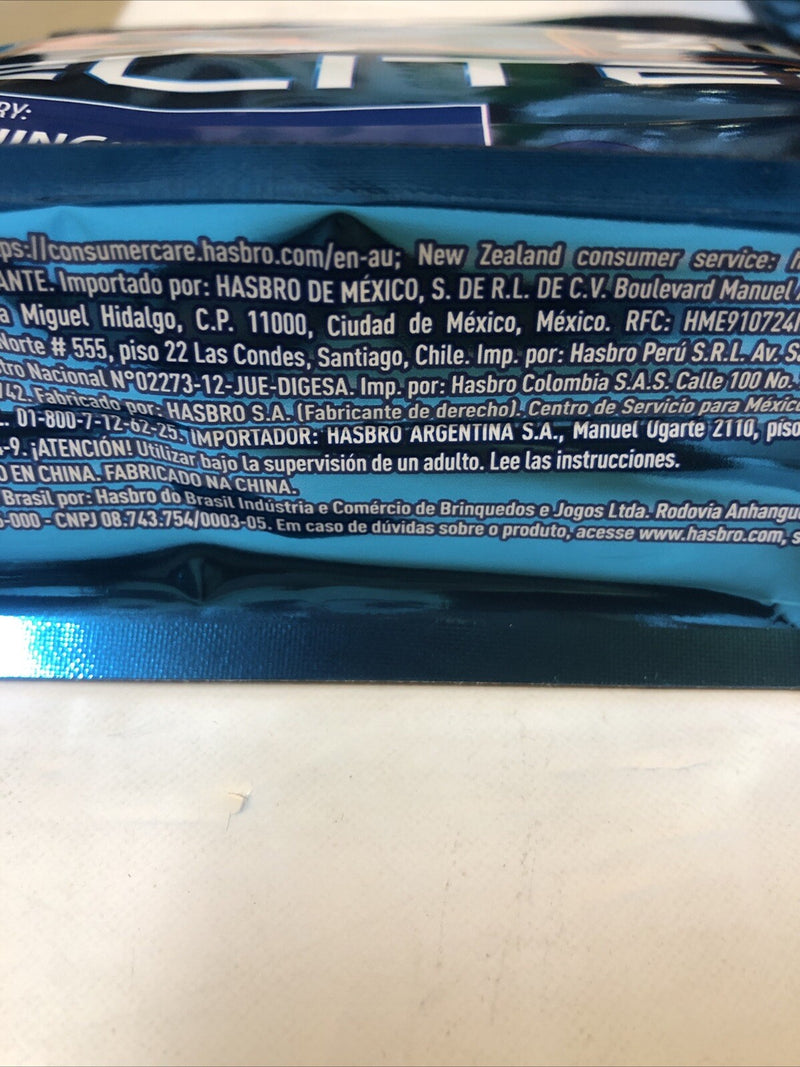 RY:
ps://consumercare.hasbro.com/en-au; New Zealand consumer service:
ANTE. Importado por: HASBRO DE MÉXICO, S. DE R.L. DE C.V. Boulevard Manuel
a Miguel Hidalgo, C.P. 11000, Ciudad de México, México. RFC: HME910724
Norte # 555, piso 22 Las Condes, Santiago, Chile. Imp. por: Hasbro Perú S.R.L. Av. S
tro Nacional Nº02273-12-JUE-DIGESA. Imp. por: Hasbro Colombia S.A.S. Calle 100 No.
742. Fabricado por: HASBRO S.A. (Fabricante de derecho). Centro de Servicio para México
01-800-7-12-62-25. IMPORTADOR: HASBRO ARGENTINA S.A., Manuel Ugarte 2110, piso
-9. ¡ATENCIÓN! Utilizar bajo la supervisión de un adulto. Lee las instrucciones.
O EN CHINA. FABRICADO NA CHINA.
Brasil por: Hasbro do Brasil Indústria e Comércio de Brinquedos e Jogos Ltda. Rodovia Anhangu
-000 - CNPJ 08.743.754/0003-05. Em caso de dúvidas sobre o produto, acesse www.hasbro.com, s